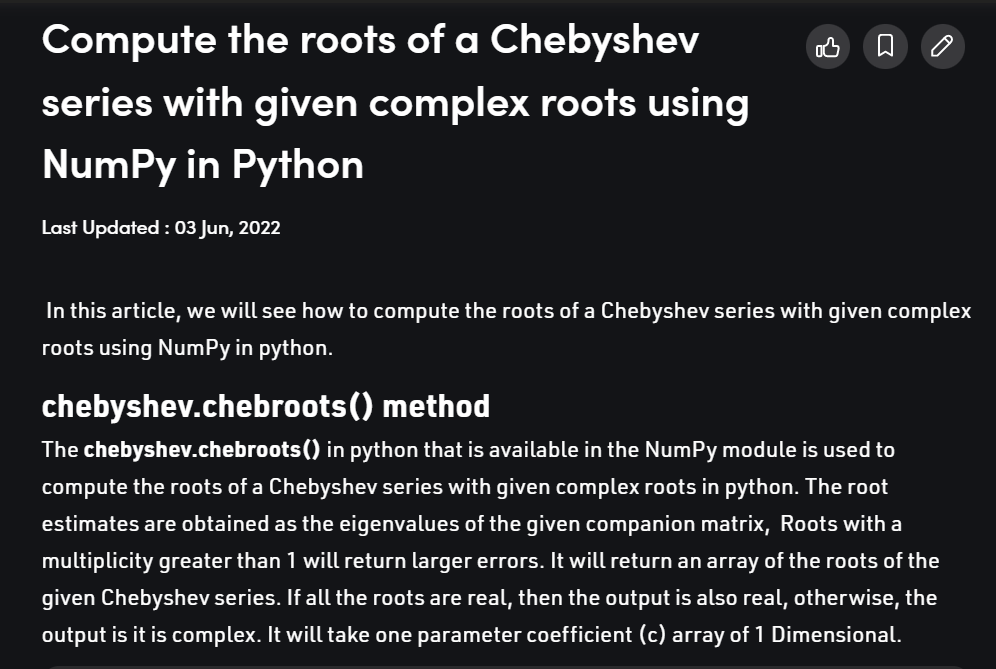 Compute the roots of a Chebyshev
series with given complex roots using
NumPy in Python
Last Updated : 03 Jun, 2022
In this article, we will see how to compute the roots of a Chebyshev series with given complex
roots using NumPy in python.
chebyshev.chebroots() method
The chebyshev.chebroots() in python that is available in the NumPy module is used to
compute the roots of a Chebyshev series with given complex roots in python. The root
estimates are obtained as the eigenvalues of the given companion matrix,  Roots with a
multiplicity greater than 1 will return larger errors. It will return an array of the roots of the
given Chebyshev series. If all the roots are real, then the output is also real, otherwise, the
output is it is complex. It will take one parameter coefficient (c) array of 1 Dimensional.